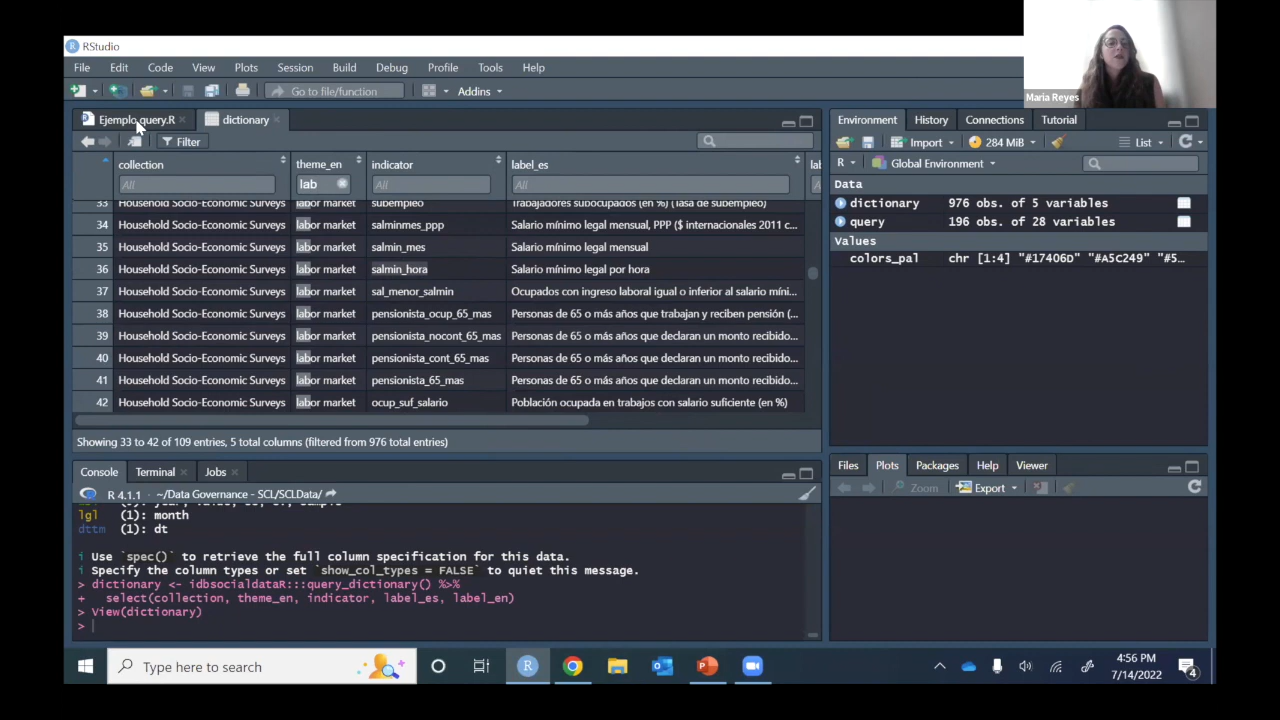 RStudio
María Reyes
File Edit Code View Plots Session Build Debug Profile Tools Help
Go to file/function
Addins
Ejemplo query.R
dictionary
Filter
collection theme_en indicator label_es
All lab All All
33 Household Socio-Economic Surveys labor market subempleo Trabajadores subocupados (en %) (Tasa de subempleo)
34 Household Socio-Economic Surveys labor market salminmes_ppp Salario mínimo legal mensual, PPP ($ internacionales 2011 c...
35 Household Socio-Economic Surveys labor market salmin_mes Salario mínimo legal mensual
36 Household Socio-Economic Surveys labor market salmin_hora Salario mínimo legal por hora
37 Household Socio-Economic Surveys labor market sal_menor_salmin Ocupados con ingreso laboral igual o inferior al salario míni...
38 Household Socio-Economic Surveys labor market pensionista_ocup_65_mas Personas de 65 o más años que trabajan y reciben pensión (...
39 Household Socio-Economic Surveys labor market pensionista_nocont_65_mas Personas de 65 o más años que declaran un monto recibido...
40 Household Socio-Economic Surveys labor market pensionista_cont_65_mas Personas de 65 o más años que declaran un monto recibido...
41 Household Socio-Economic Surveys labor market pensionista_65_mas Personas de 65 o más años que declaran un monto recibido...
42 Household Socio-Economic Surveys labor market ocup_suf_salario Población ocupada en trabajos con salario suficiente (en %)
Showing 33 to 42 of 109 entries, 5 total columns (filtered from 976 total entries)
Console Terminal Jobs
R 4.1.1 · ~/Data Governance - SCL/SCLData/
lgl (1): month
dttm (1): dt
i Use `spec()` to retrieve the full column specification for this data.
i Specify the column types or set `show_col_types = FALSE` to quiet this message.
> dictionary <- idbsocialdataR:::query_dictionary() %>%
+ select(collection, theme_en, indicator, label_es, label_en)
> View(dictionary)
>
Environment History Connections Tutorial
Import 284 MiB List
R Global Environment
Data
dictionary 976 obs. of 5 variables
query 196 obs. of 28 variables
Values
colors_pal chr [1:4] "#17406D" "#A5C249" "#5...
Files Plots Packages Help Viewer
Zoom Export
Type here to search
4:56 PM
7/14/2022
4